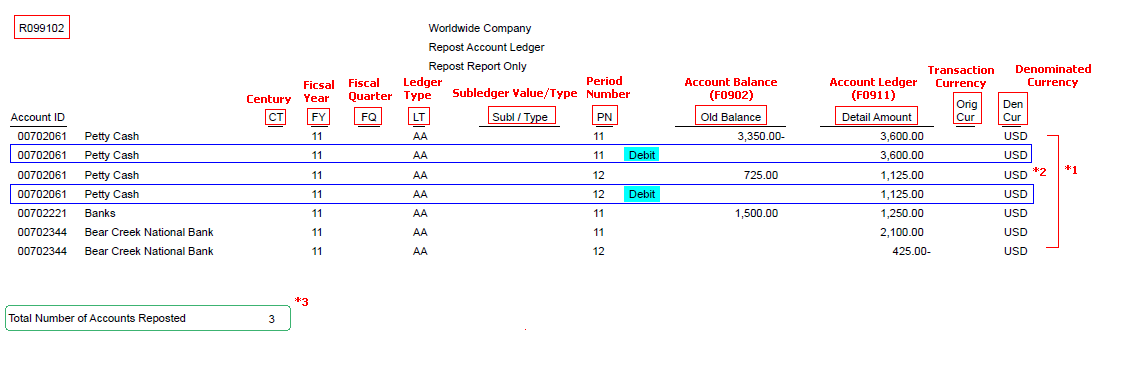 R099102
Worldwide Company
Repost Account Ledger
Repost Report Only
Century
Ficsal Year
Fiscal Quarter
Ledger Type
Subledger Value/Type
Period Number
Account Balance (F0902)
Account Ledger (F0911)
Transaction Currency
Denominated Currency
Account ID CT FY FQ LT Subl / Type PN Old Balance Detail Amount Orig Cur Den Cur
00702061 Petty Cash 11 AA 11 3,350.00- 3,600.00 USD
00702061 Petty Cash 11 AA 11 Debit 3,600.00 USD
00702061 Petty Cash 11 AA 12 725.00 1,125.00 USD *2 *1
00702061 Petty Cash 11 AA 12 Debit 1,125.00 USD
00702221 Banks 11 AA 11 1,500.00 1,250.00 USD
00702344 Bear Creek National Bank 11 AA 11 2,100.00 USD
00702344 Bear Creek National Bank 11 AA 12 425.00- USD
*3
Total Number of Accounts Reposted 3